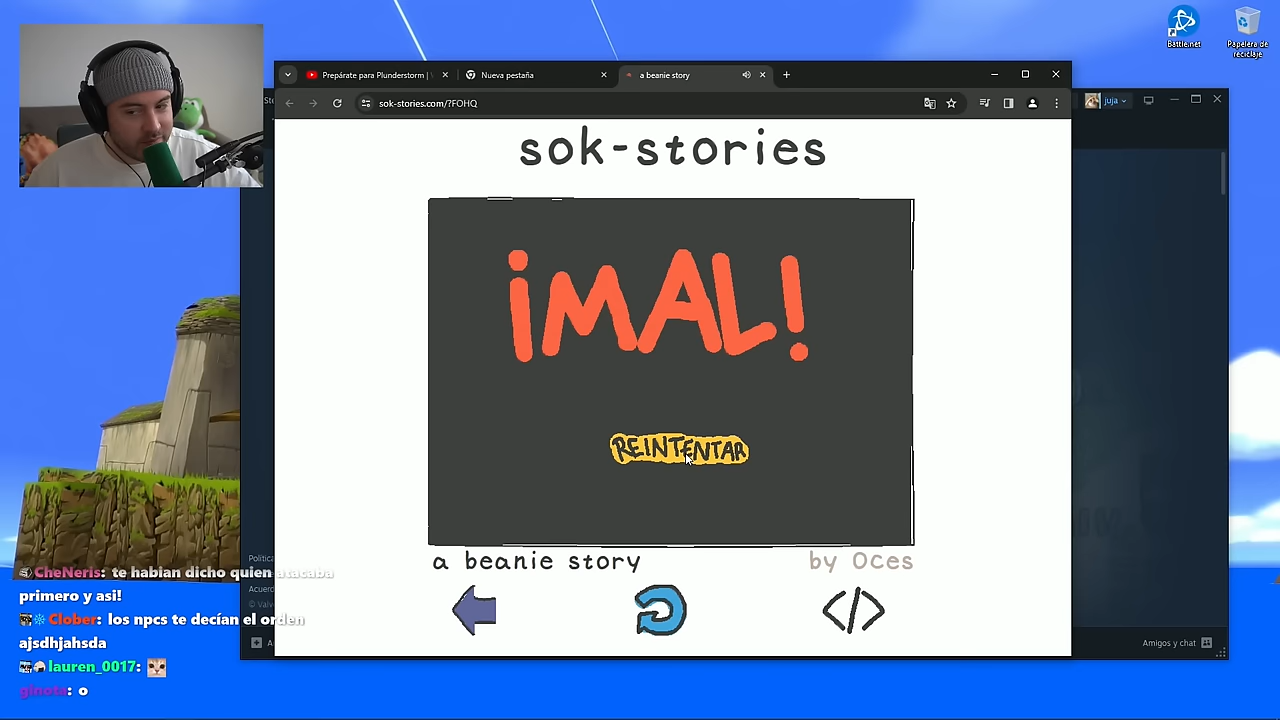 Battle.net
Papelera de
reciclaje
Prepárate para Plunderstorm |
Nueva pestaña
a beanie story
sok-stories.com/?FOHQ
juja
sok-stories
¡MAL!
REINTENTAR
a beanie story
by Oces
</>
Amigos y chat
CheNeris: te habian dicho quien atacaba
primero y asi!
Clober: los npcs te decían el orden
ajsdhjahsda
lauren_0017:
ginota: o